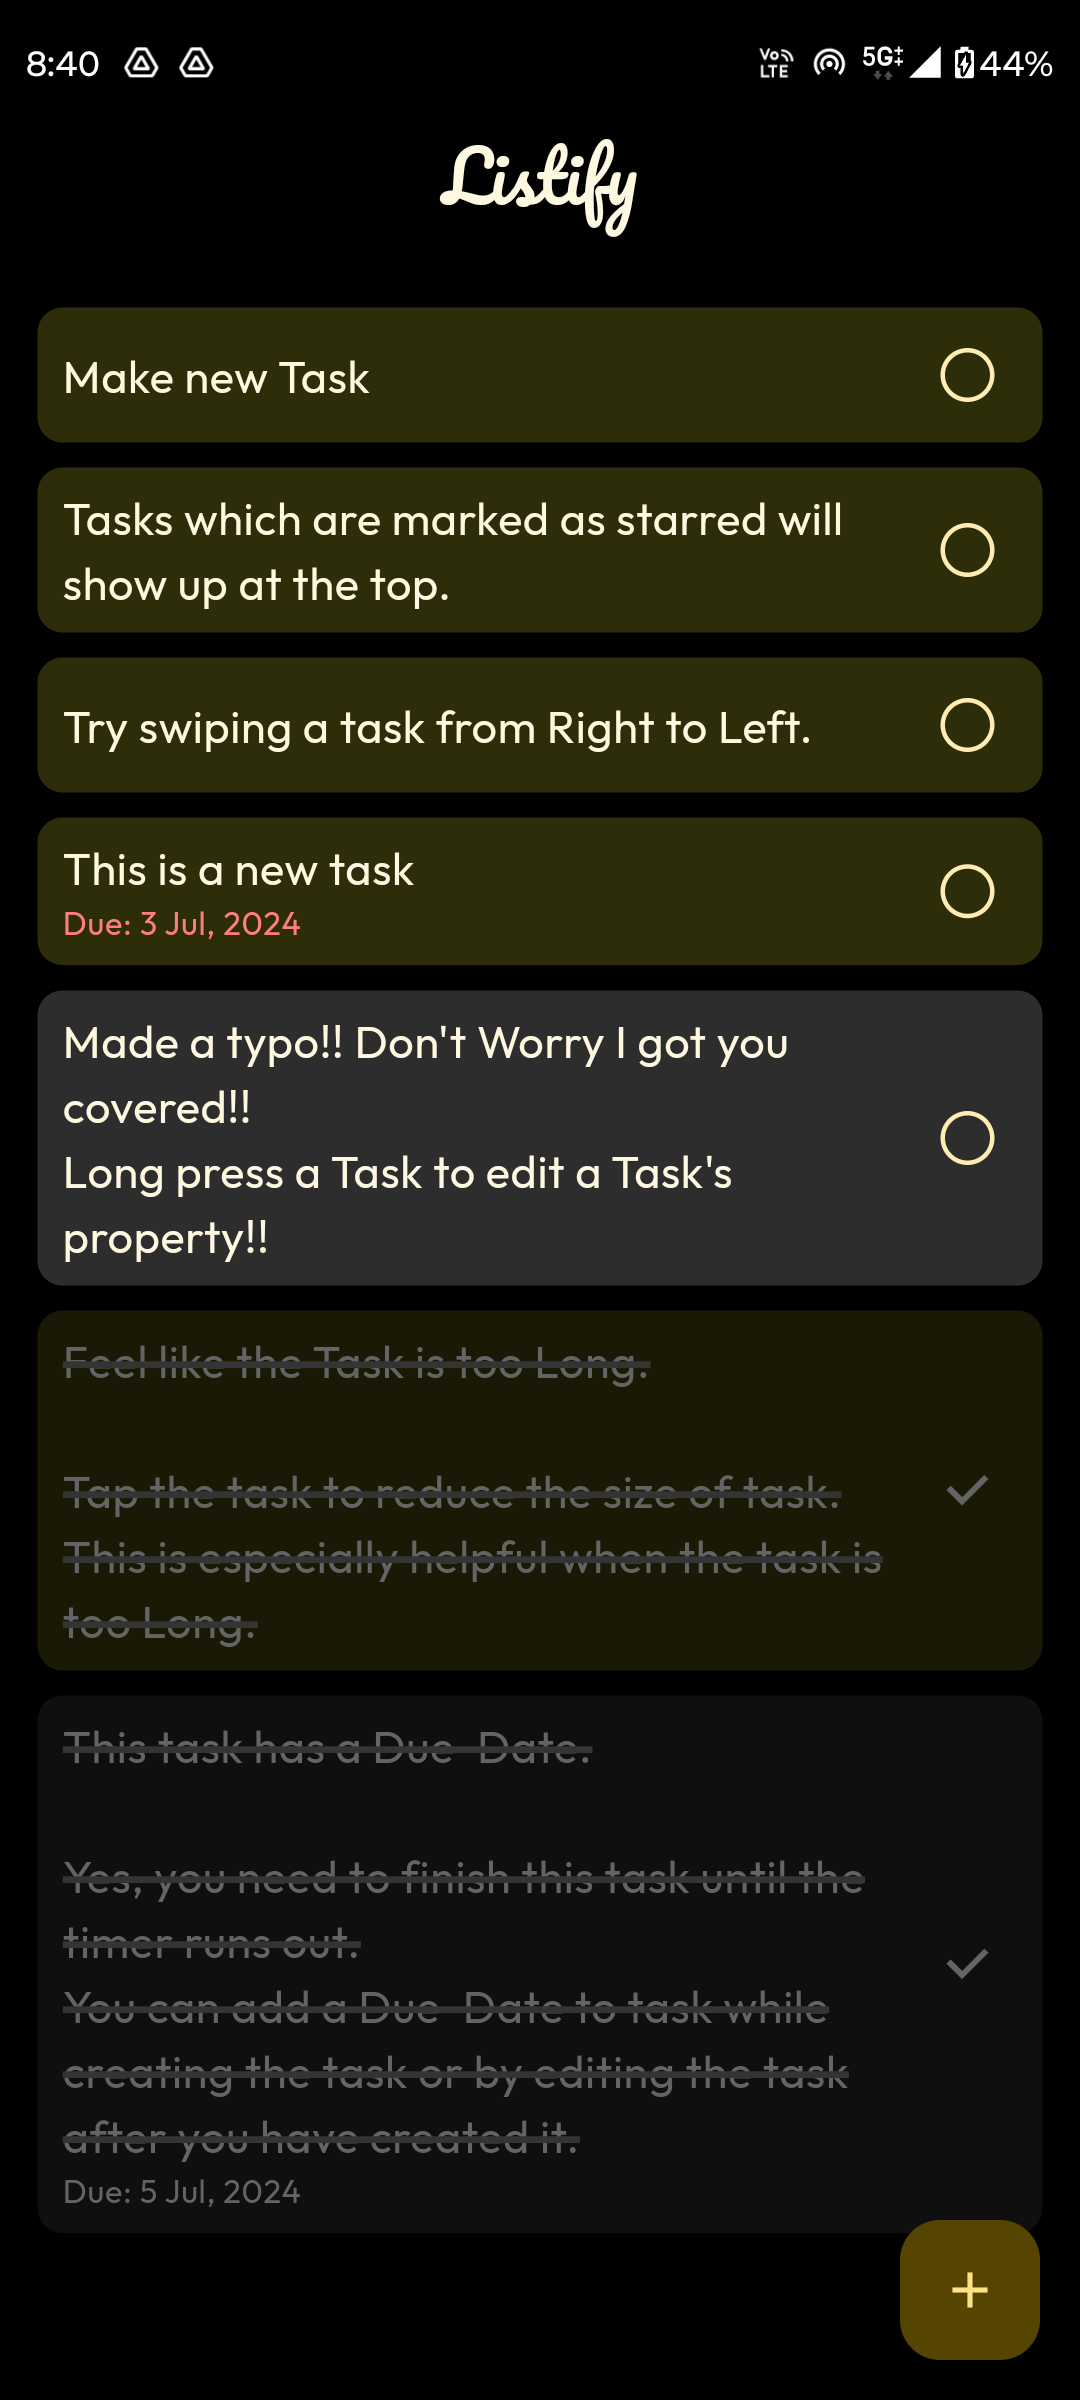 8:40
Vo LTE 5G 44%
Listify
Make new Task
Tasks which are marked as starred will
show up at the top.
Try swiping a task from Right to Left.
This is a new task
Due: 3 Jul, 2024
Made a typo!! Don't Worry I got you
covered!!
Long press a Task to edit a Task's
property!!
Feel like the Task is too Long.
Tap the task to reduce the size of task.
This is especially helpful when the task is
too Long.
This task has a Due-Date.
Yes, you need to finish this task until the
timer runs out.
You can add a Due-Date to task while
creating the task or by editing the task
after you have created it.
Due: 5 Jul, 2024